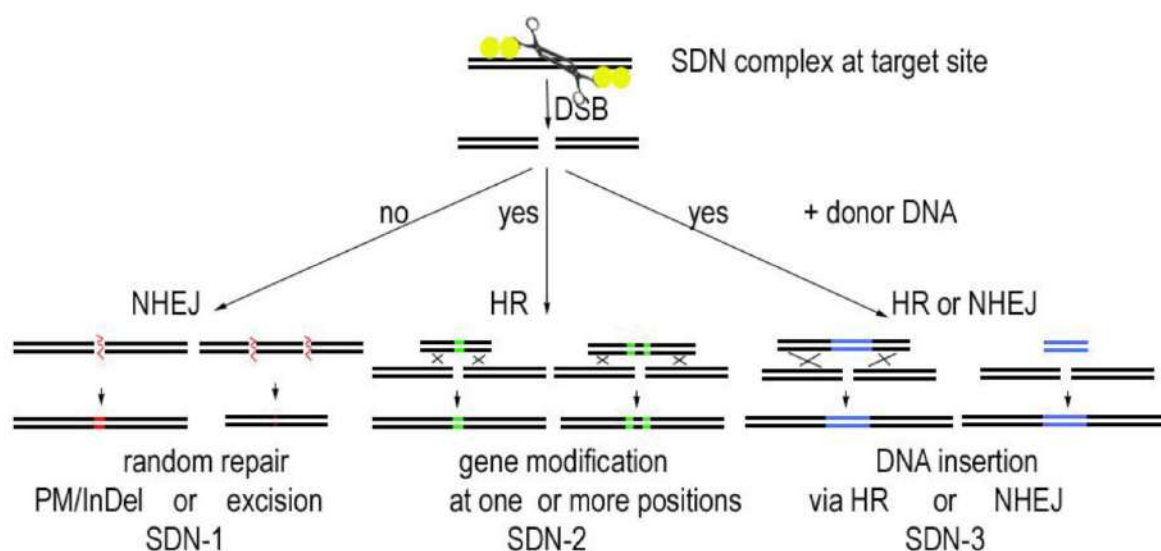 SDN complex at target site
DSB
no yes yes + donor DNA
NHEJ HR HR or NHEJ
random repair gene modification DNA insertion
PM/InDel or excision at one or more positions via HR or NHEJ
SDN-1 SDN-2 SDN-3